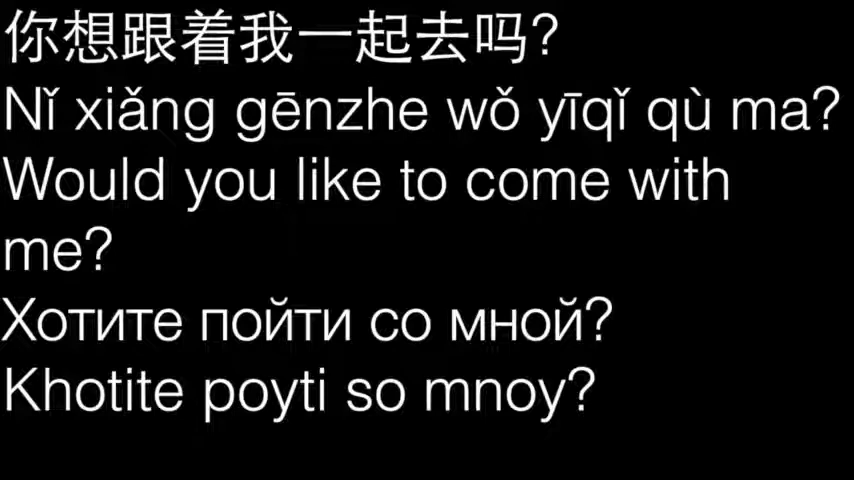 你想跟着我一起去吗?
Nǐ xiǎng gēnzhe wǒ yīqǐ qù ma?
Would you like to come with
me?
Хотите пойти со мной?
Khotite poyti so mnoy?